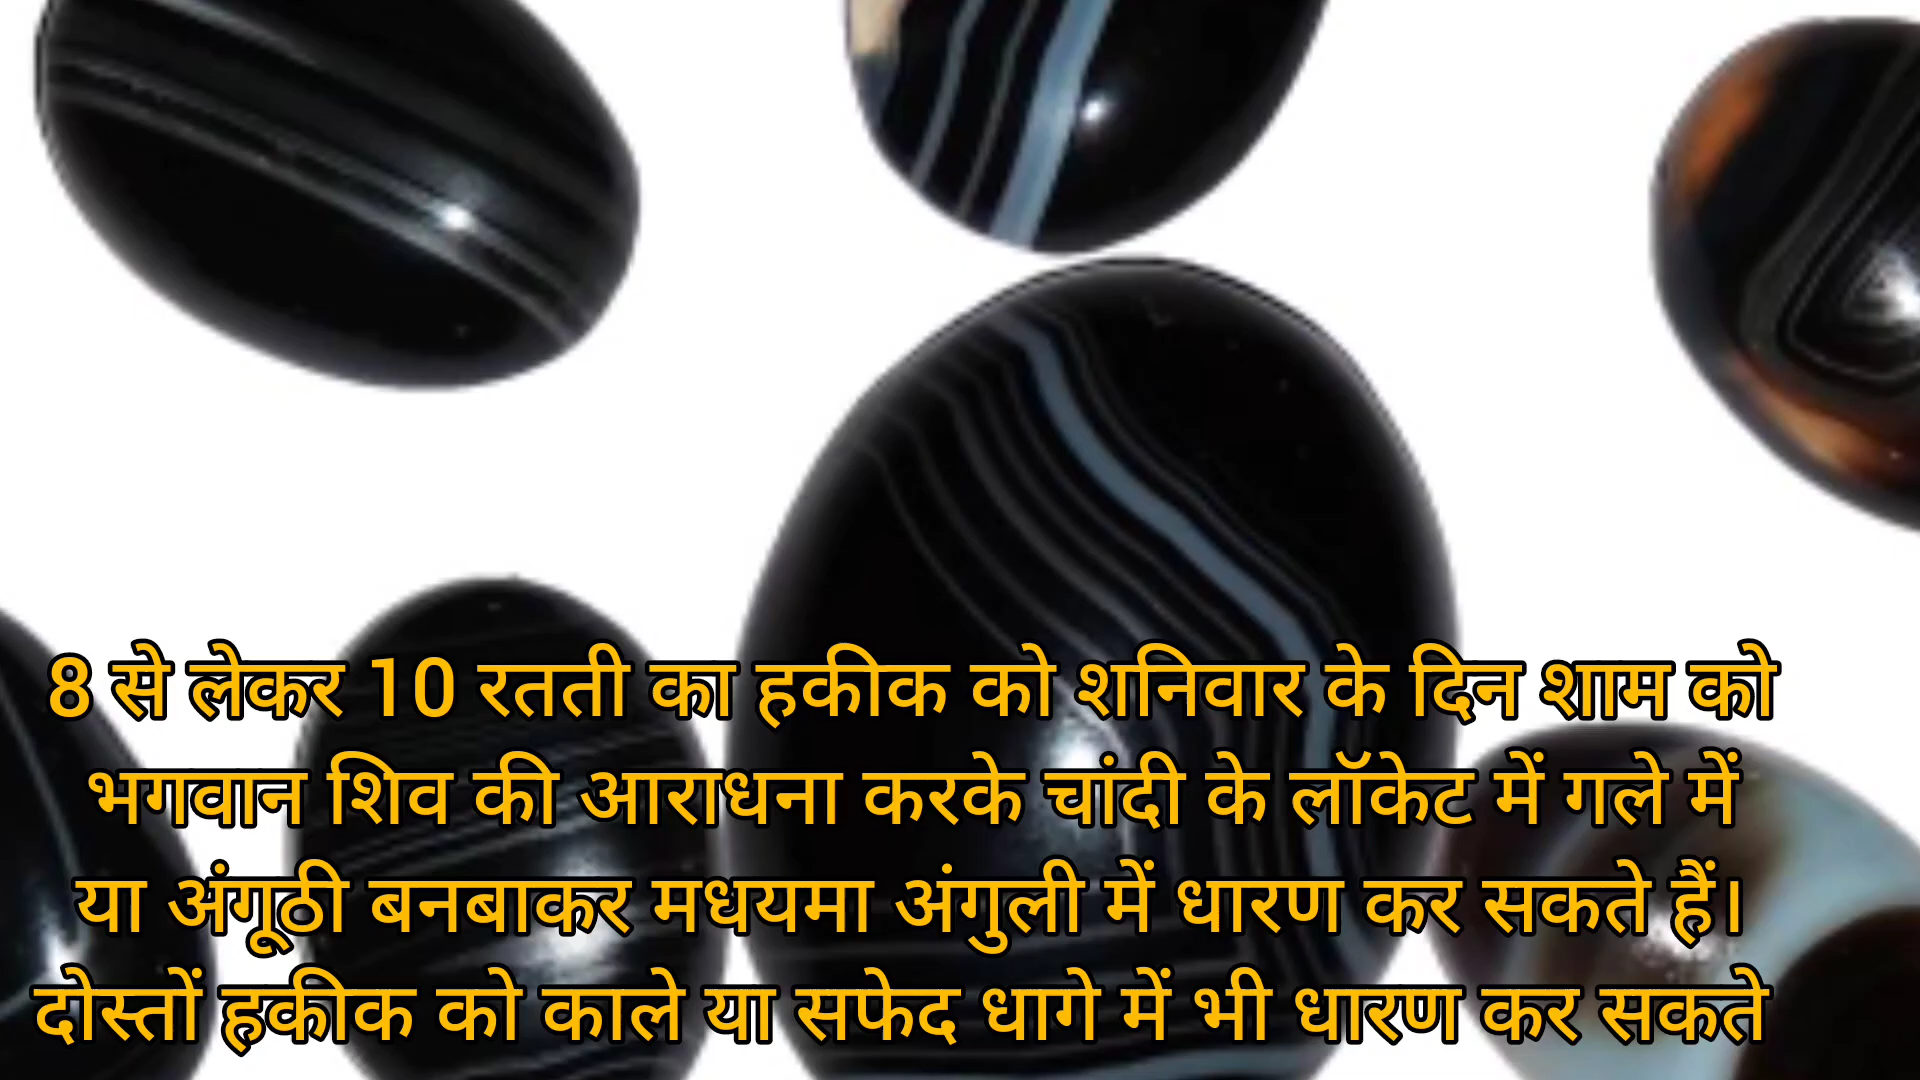 8 से लेकर 10 रतती का हकीक को शनिवार के दिन शाम को
भगवान शिव की आराधना करके चांदी के लॉकेट में गले में
या अंगूठी बनबाकर मधयमा अंगुली में धारण कर सकते हैं।
दोस्तों हकीक को काले या सफेद धागे में भी धारण कर सकते